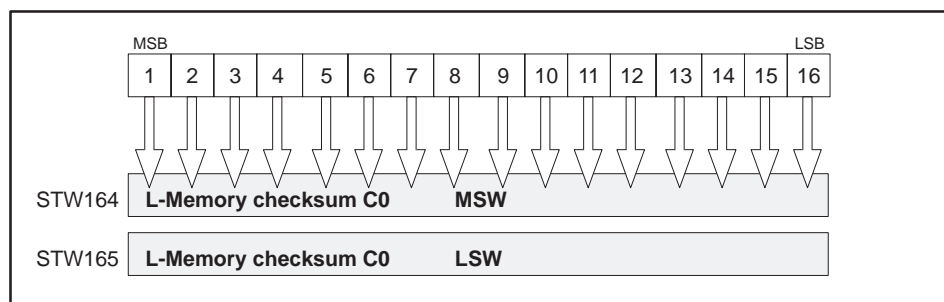 MSB LSB
1 2 3 4 5 6 7 8 9 10 11 12 13 14 15 16
STW164 L-Memory checksum C0 MSW
STW165 L-Memory checksum C0 LSW